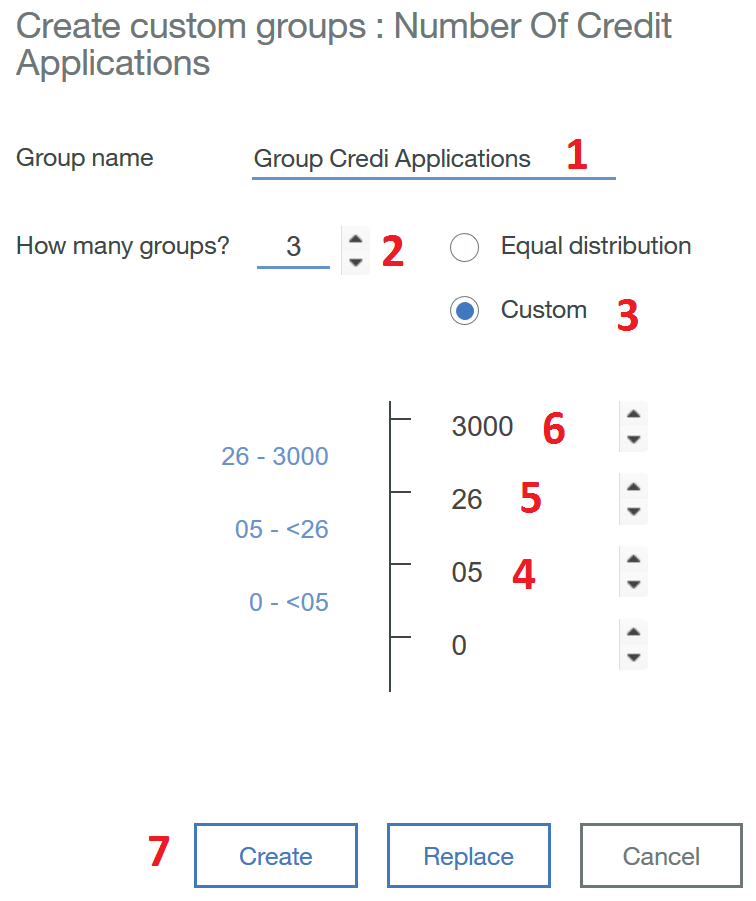 Create custom groups : Number Of Credit
Applications
Group name Group Credi Applications 1
How many groups? 3 2 Equal distribution
Custom 3
3000 6
26 - 3000
26 5
05 - <26
05 4
0 - <05
0
7 Create Replace Cancel